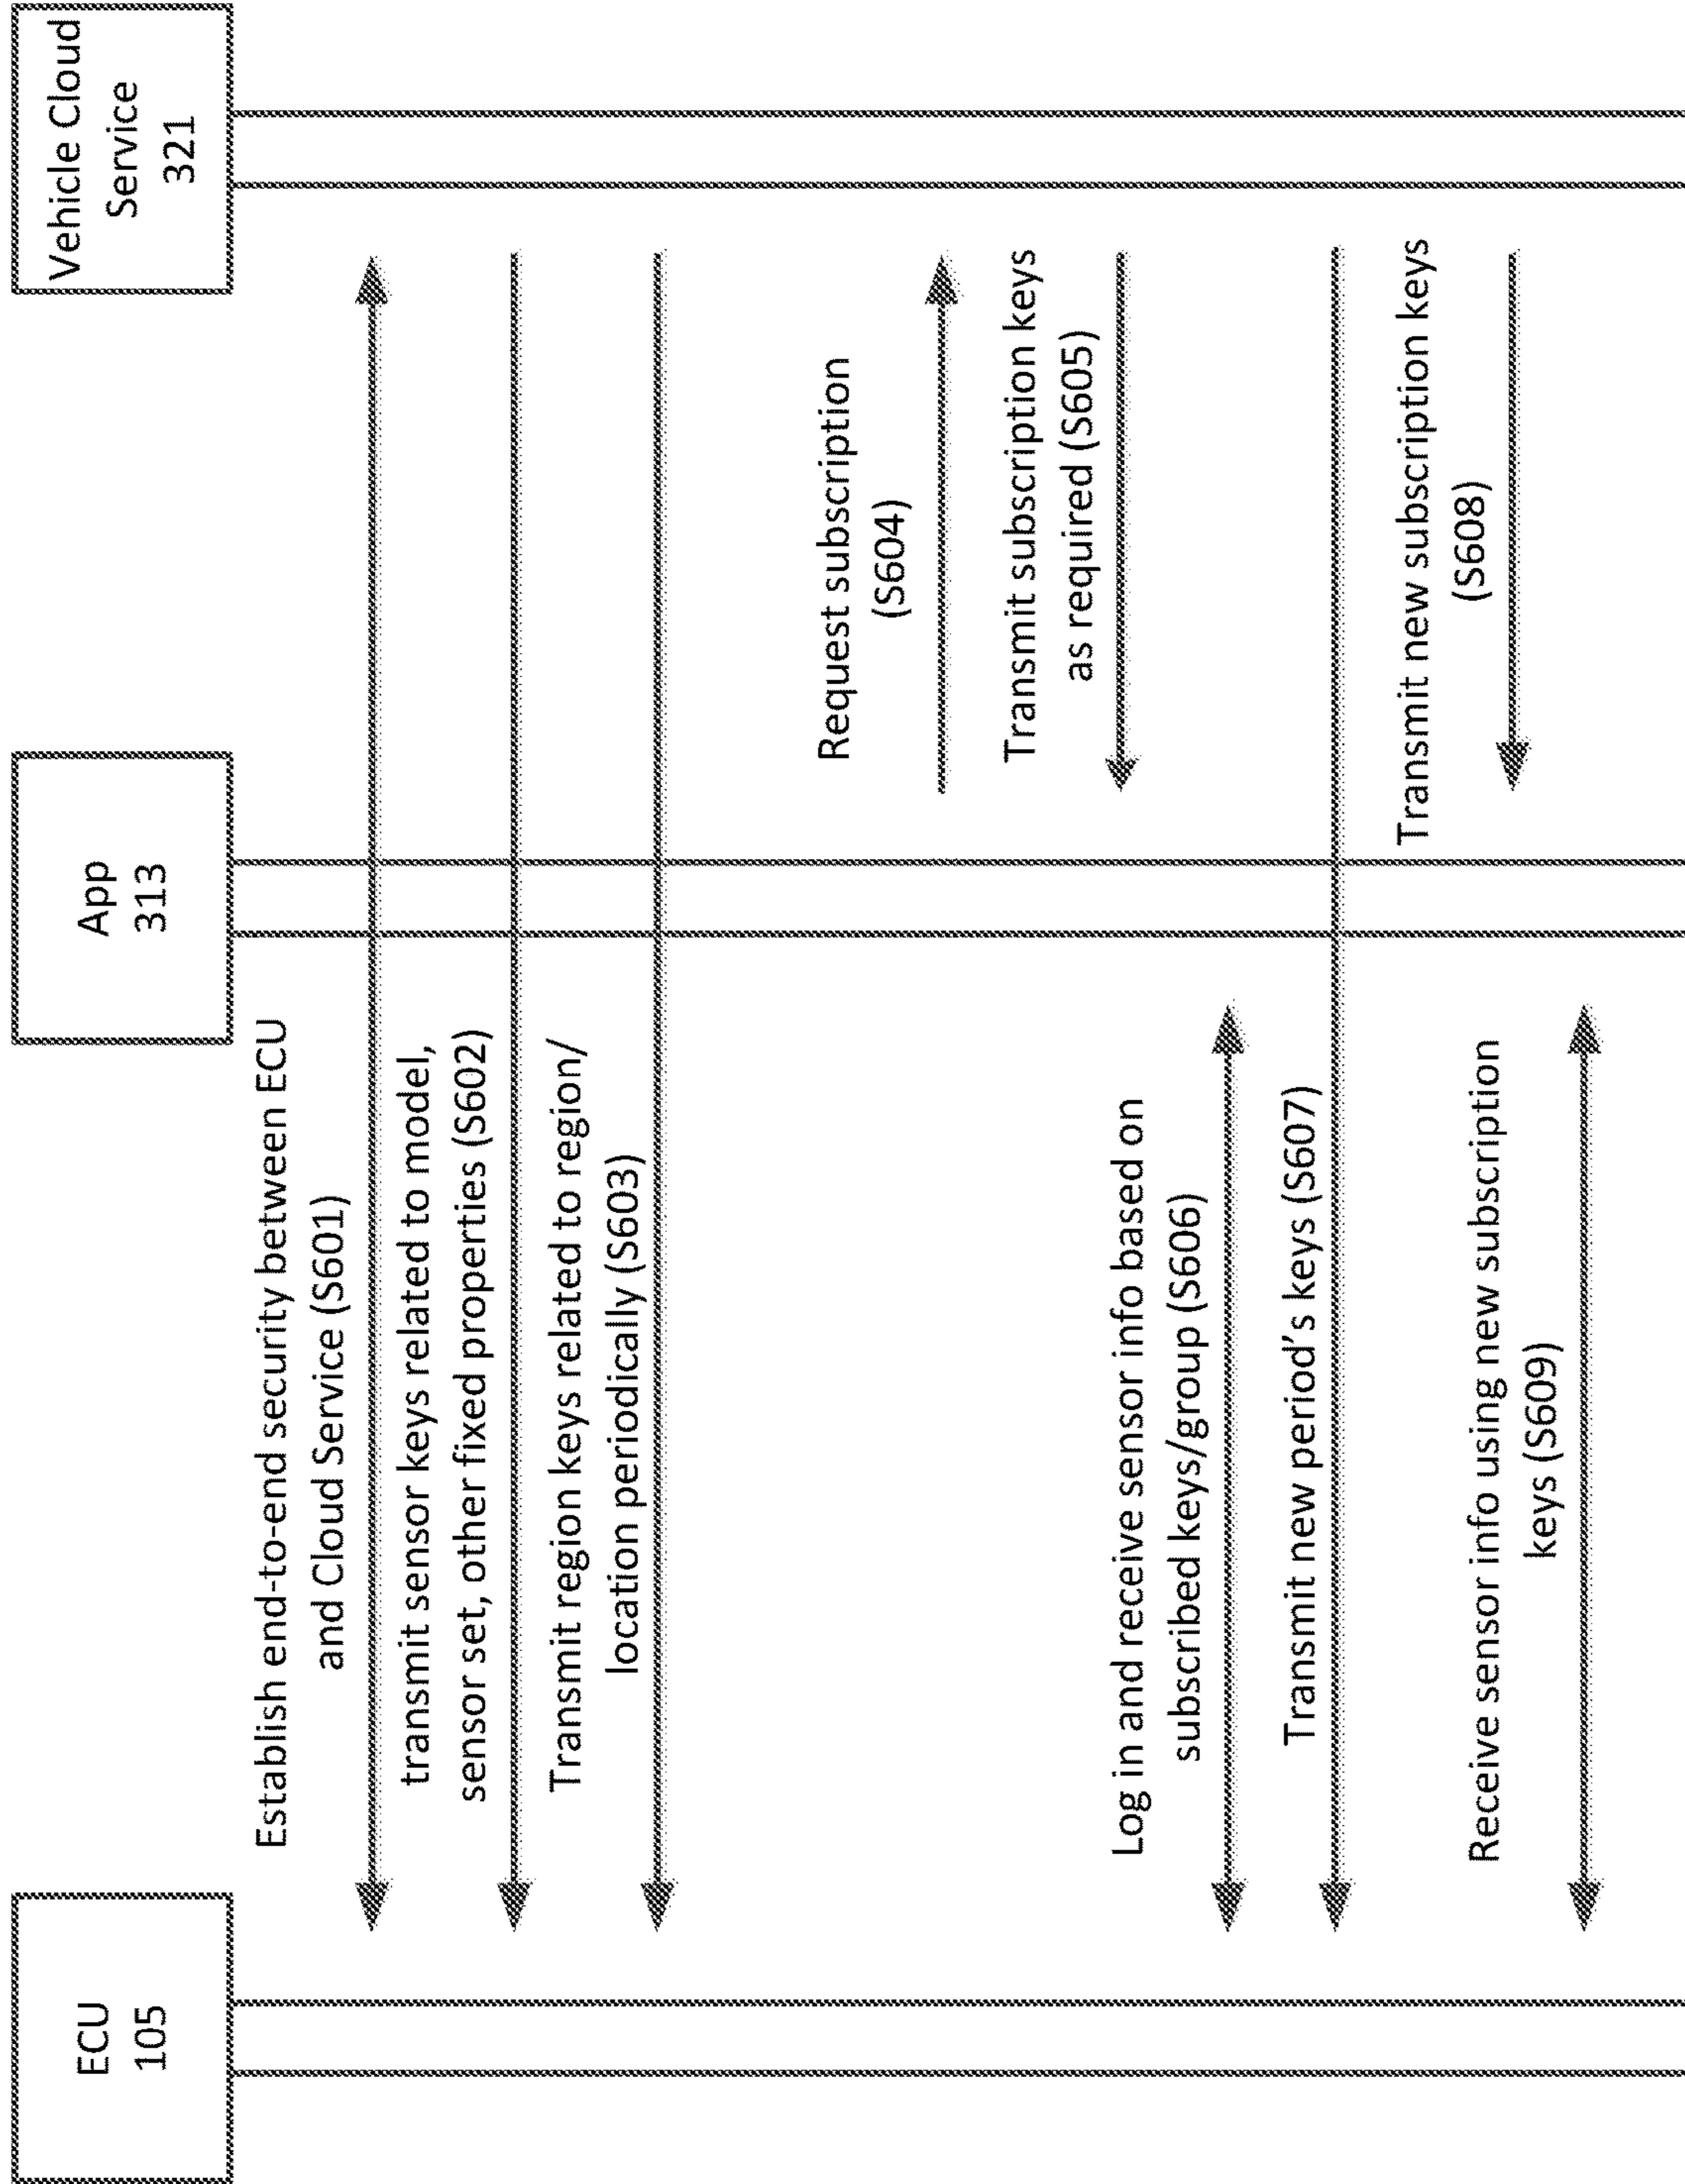 ECU
105
App
313
Vehicle Cloud
Service
321
Establish end-to-end security between ECU
and Cloud Service (S601)
transmit sensor keys related to model,
sensor set, other fixed properties (S602)
Transmit region keys related to region/
location periodically (S603)
Request subscription
(S604)
Transmit subscription keys
as required (S605)
Log in and receive sensor info based on
subscribed keys/group (S606)
Transmit new period's keys (S607)
Transmit new subscription keys
(S608)
Receive sensor info using new subscription
keys (S609)